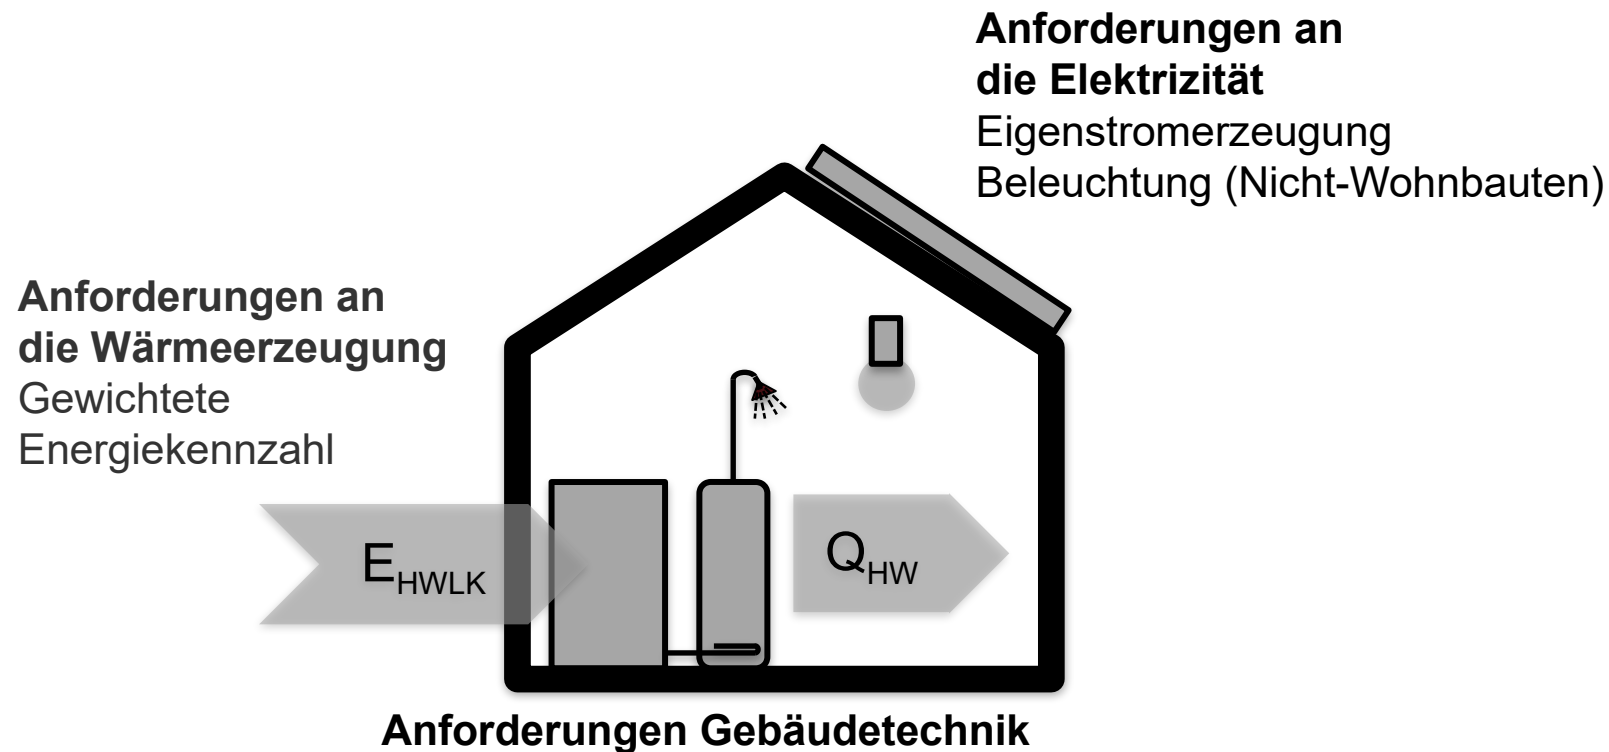 Anforderungen an
die Elektrizität
Eigenstromerzeugung
Beleuchtung (Nicht-Wohnbauten)
Anforderungen an
die Wärmeerzeugung
Gewichtete
Energiekennzahl
EHWLK
QHW
Anforderungen Gebäudetechnik